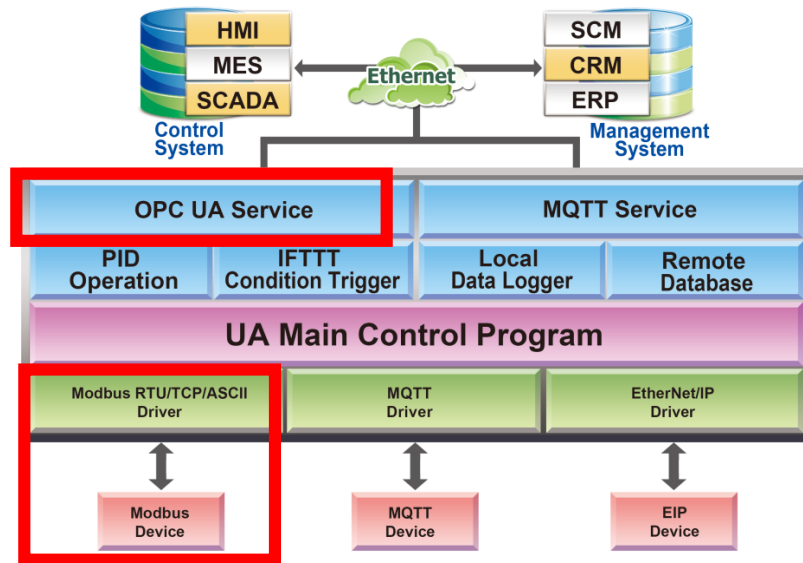 HMI
MES
SCADA
Control
System
Ethernet
SCM
CRM
ERP
Management
System
OPC UA Service
MQTT Service
PID
Operation
IFTTT
Condition Trigger
Local
Data Logger
Remote
Database
UA Main Control Program
Modbus RTU/TCP/ASCII
Driver
MQTT
Driver
EtherNet/IP
Driver
Modbus
Device
MQTT
Device
EIP
Device